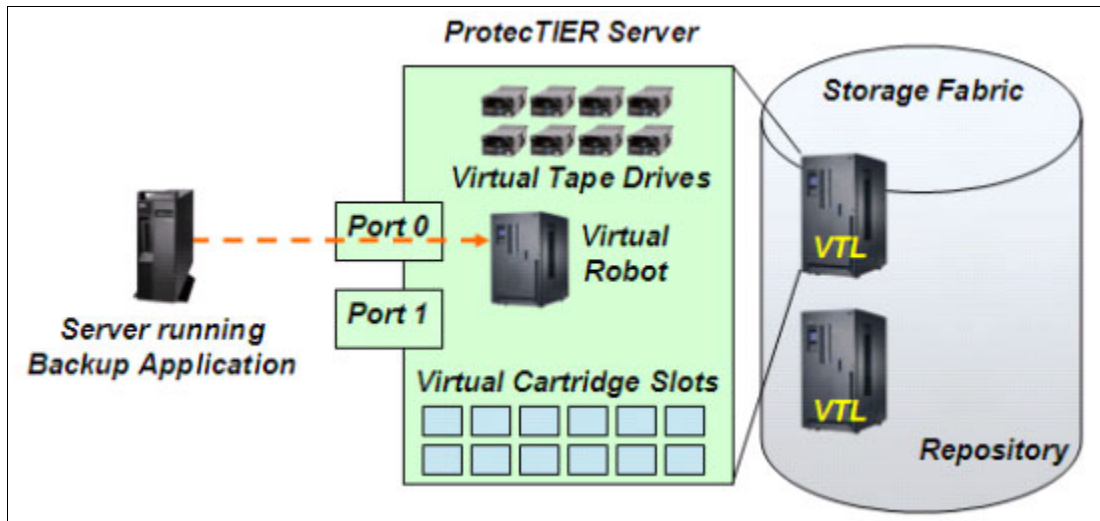 ProtecTIER Server
Storage Fabric
Virtual Tape Drives
Port 0
Virtual
Robot
Port 1
Server running
Backup Application
Virtual Cartridge Slots
VTL
VTL
Repository